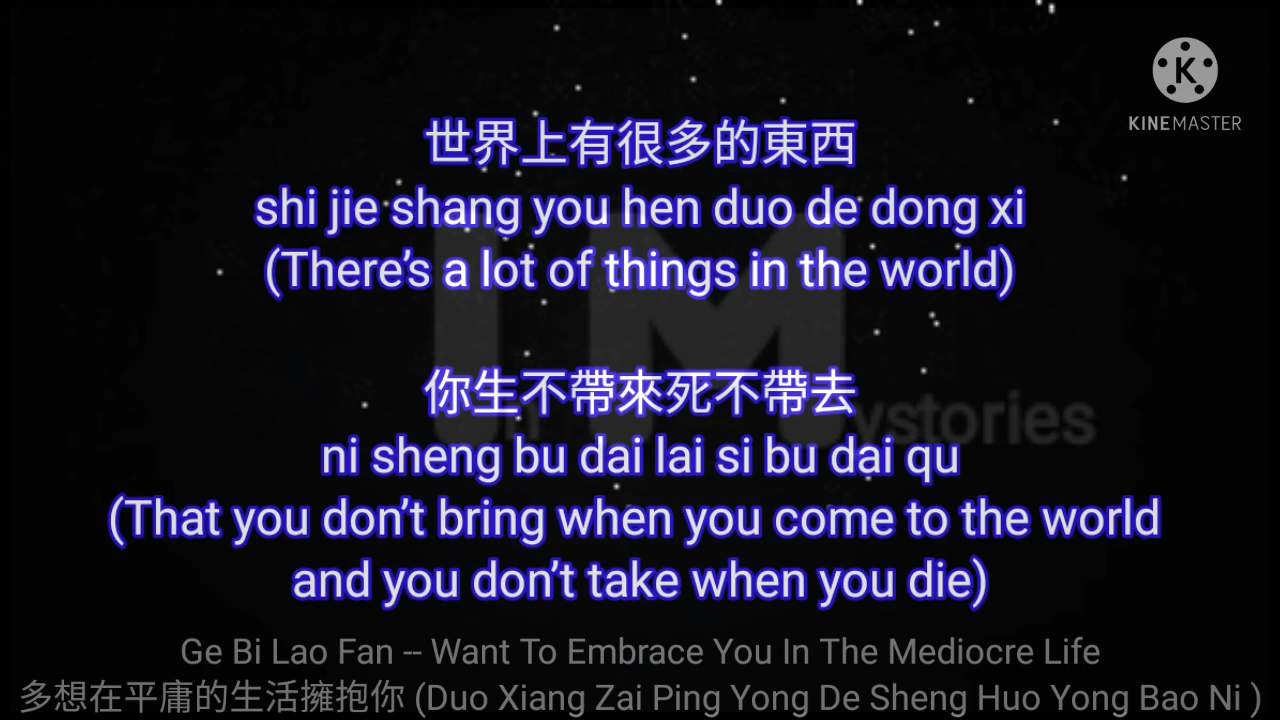 KINEMASTER
世界上有很多的東西
shi jie shang you hen duo de dong xi
(There's a lot of things in the world)
你生不帶來死不帶去
ni sheng bu dai lai si bu dai qu
(That you don't bring when you come to the world
and you don't take when you die)
Ge Bi Lao Fan -- Want To Embrace You In The Mediocre Life
多想在平庸的生活擁抱你 (Duo Xiang Zai Ping Yong De Sheng Huo Yong Bao Ni )